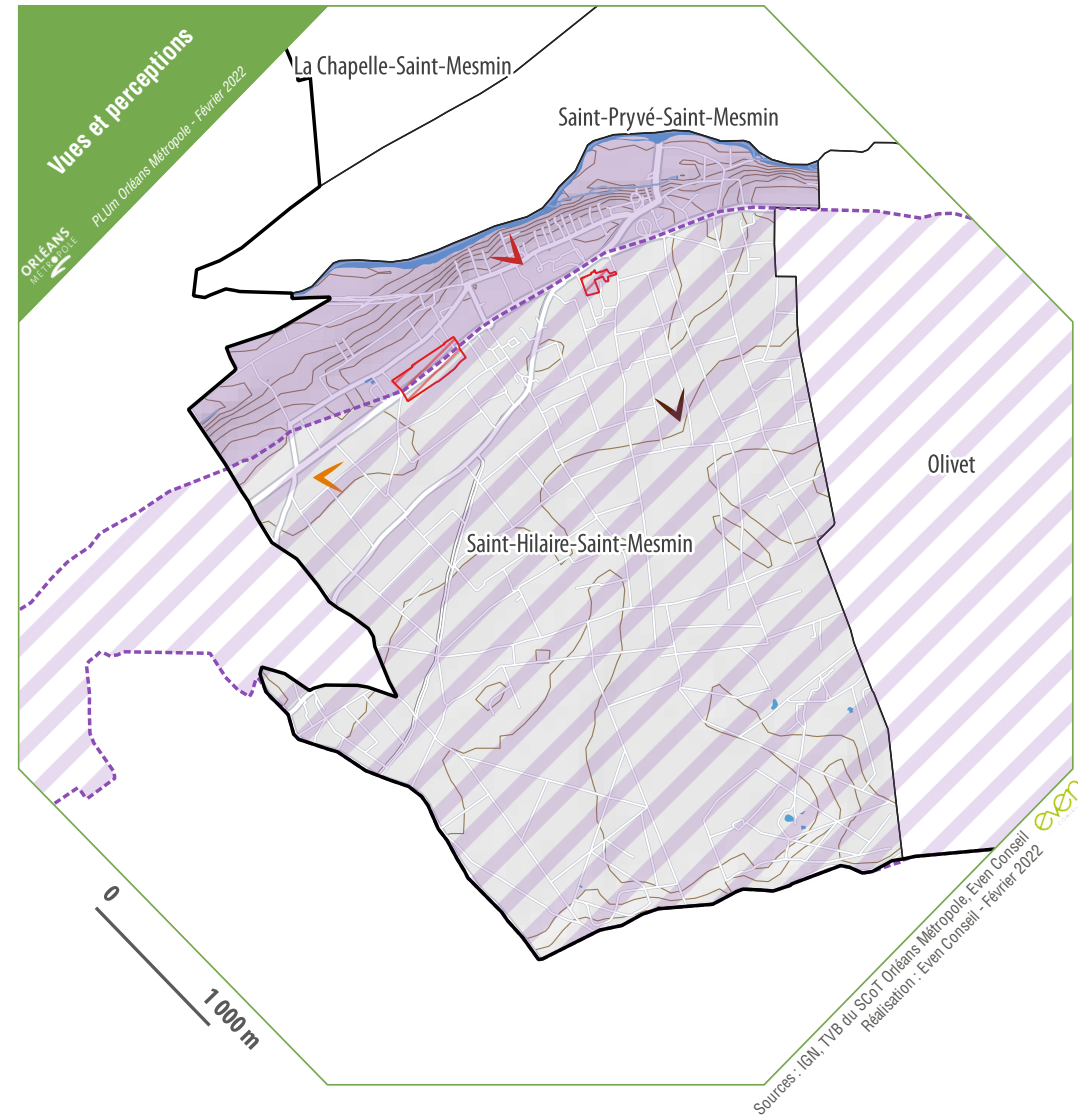 Vues et perceptions
PLUm Orléans Métropole - Février 2022
ORLÉANS
MÉTROPOLE
La Chapelle-Saint-Mesmin
Saint-Pryvé-Saint-Mesmin
Olivet
Saint-Hilaire-Saint-Mesmin
0
1 000 m
Sources : IGN, TVB du SCoT Orléans Métropole, Even Conseil
Réalisation : Even Conseil - Février 2022
even